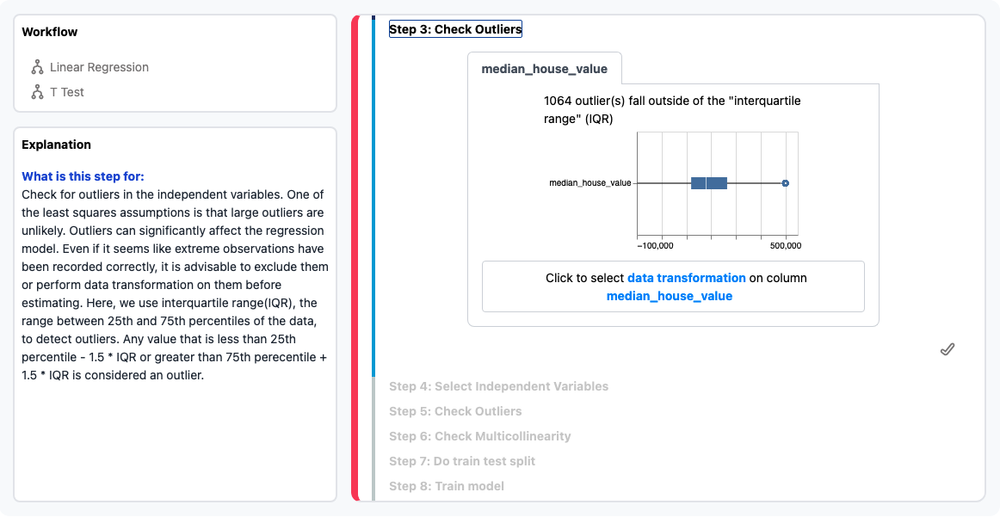 Workflow
Linear Regression
T Test
Explanation
What is this step for:
Check for outliers in the independent variables. One of
the least squares assumptions is that large outliers are
unlikely. Outliers can significantly affect the regression
model. Even if it seems like extreme observations have
been recorded correctly, it is advisable to exclude them
or perform data transformation on them before
estimating. Here, we use interquartile range(IQR), the
range between 25th and 75th percentiles of the data,
to detect outliers. Any value that is less than 25th
percentile - 1.5 * IQR or greater than 75th perecentile +
1.5 * IQR is considered an outlier.
Step 3: Check Outliers
median_house_value
1064 outlier(s) fall outside of the "interquartile
range" (IQR)
median_house_value
−100,000 500,000
Click to select data transformation on column
median_house_value
Step 4: Select Independent Variables
Step 5: Check Outliers
Step 6: Check Multicollinearity
Step 7: Do train test split
Step 8: Train model